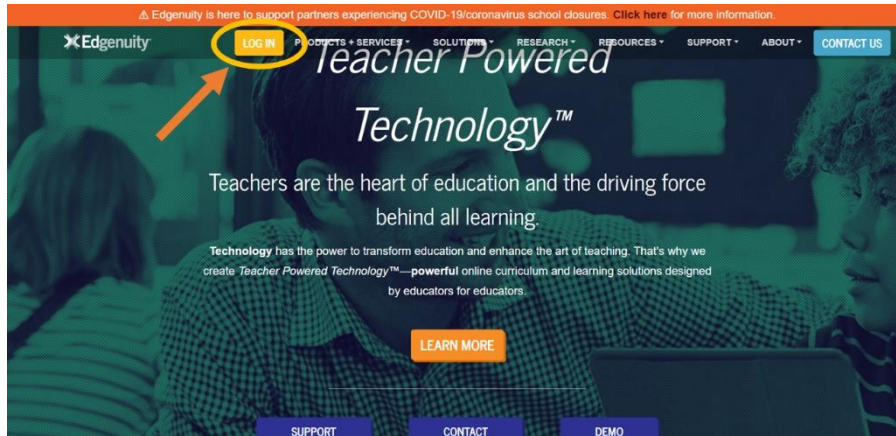 ⚠ Edgenuity is here to support partners experiencing COVID-19/coronavirus school closures. Click here for more information.
Edgenuity LOG IN PRODUCTS + SERVICES SOLUTIONS RESEARCH RESOURCES SUPPORT ABOUT CONTACT US
Teacher Powered
Technology™
Teachers are the heart of education and the driving force
behind all learning.
Technology has the power to transform education and enhance the art of teaching. That's why we
create Teacher Powered Technology™—powerful online curriculum and learning solutions designed
by educators for educators.
LEARN MORE
SUPPORT CONTACT DEMO